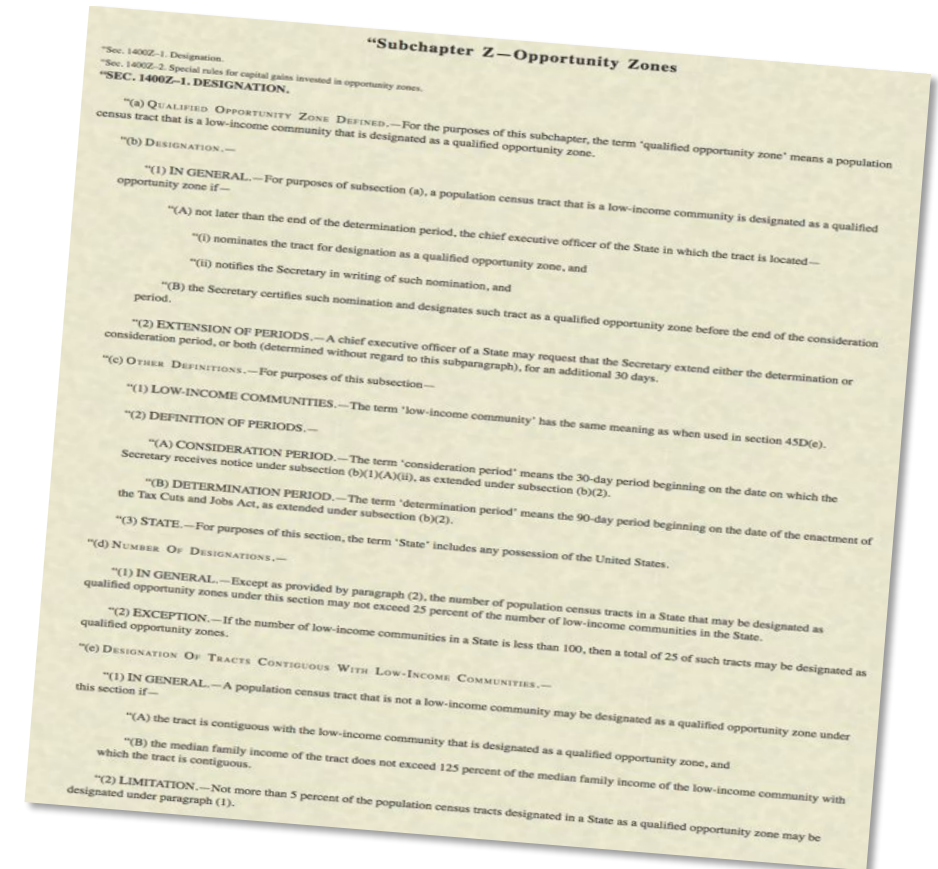 “Subchapter Z—Opportunity Zones
“Sec. 1400Z–1. Designation.
“Sec. 1400Z–2. Special rules for capital gains invested in opportunity zones.
“SEC. 1400Z–1. DESIGNATION.
“(a) QUALIFIED OPPORTUNITY ZONE DEFINED.—For the purposes of this subchapter, the term ‘qualified opportunity zone’ means a population
census tract that is a low-income community that is designated as a qualified opportunity zone.
“(b) DESIGNATION.—
“(1) IN GENERAL.—For purposes of subsection (a), a population census tract that is a low-income community is designated as a qualified
opportunity zone if—
“(A) not later than the end of the determination period, the chief executive officer of the State in which the tract is located—
“(i) nominates the tract for designation as a qualified opportunity zone, and
“(ii) notifies the Secretary in writing of such nomination, and
“(B) the Secretary certifies such nomination and designates such tract as a qualified opportunity zone before the end of the consideration
period.
“(2) EXTENSION OF PERIODS.—A chief executive officer of a State may request that the Secretary extend either the determination or
consideration period, or both (determined without regard to this subparagraph), for an additional 30 days.
“(c) OTHER DEFINITIONS.—For purposes of this subsection—
“(1) LOW-INCOME COMMUNITIES.—The term ‘low-income community’ has the same meaning as when used in section 45D(e).
“(2) DEFINITION OF PERIODS.—
“(A) CONSIDERATION PERIOD.—The term ‘consideration period’ means the 30-day period beginning on the date on which the
Secretary receives notice under subsection (b)(1)(A)(ii), as extended under subsection (b)(2).
“(B) DETERMINATION PERIOD.—The term ‘determination period’ means the 90-day period beginning on the date of the enactment of
the Tax Cuts and Jobs Act, as extended under subsection (b)(2).
“(3) STATE.—For purposes of this section, the term ‘State’ includes any possession of the United States.
“(d) NUMBER OF DESIGNATIONS.—
“(1) IN GENERAL.—Except as provided by paragraph (2), the number of population census tracts in a State that may be designated as
qualified opportunity zones under this section may not exceed 25 percent of the number of low-income communities in the State.
“(2) EXCEPTION.—If the number of low-income communities in a State is less than 100, then a total of 25 of such tracts may be designated as
qualified opportunity zones.
“(e) DESIGNATION OF TRACTS CONTIGUOUS WITH LOW-INCOME COMMUNITIES.—
“(1) IN GENERAL.—A population census tract that is not a low-income community may be designated as a qualified opportunity zone under
this section if—
“(A) the tract is contiguous with the low-income community that is designated as a qualified opportunity zone, and
“(B) the median family income of the tract does not exceed 125 percent of the median family income of the low-income community with
which the tract is contiguous.
“(2) LIMITATION.—Not more than 5 percent of the population census tracts designated in a State as a qualified opportunity zone may be
designated under paragraph (1).